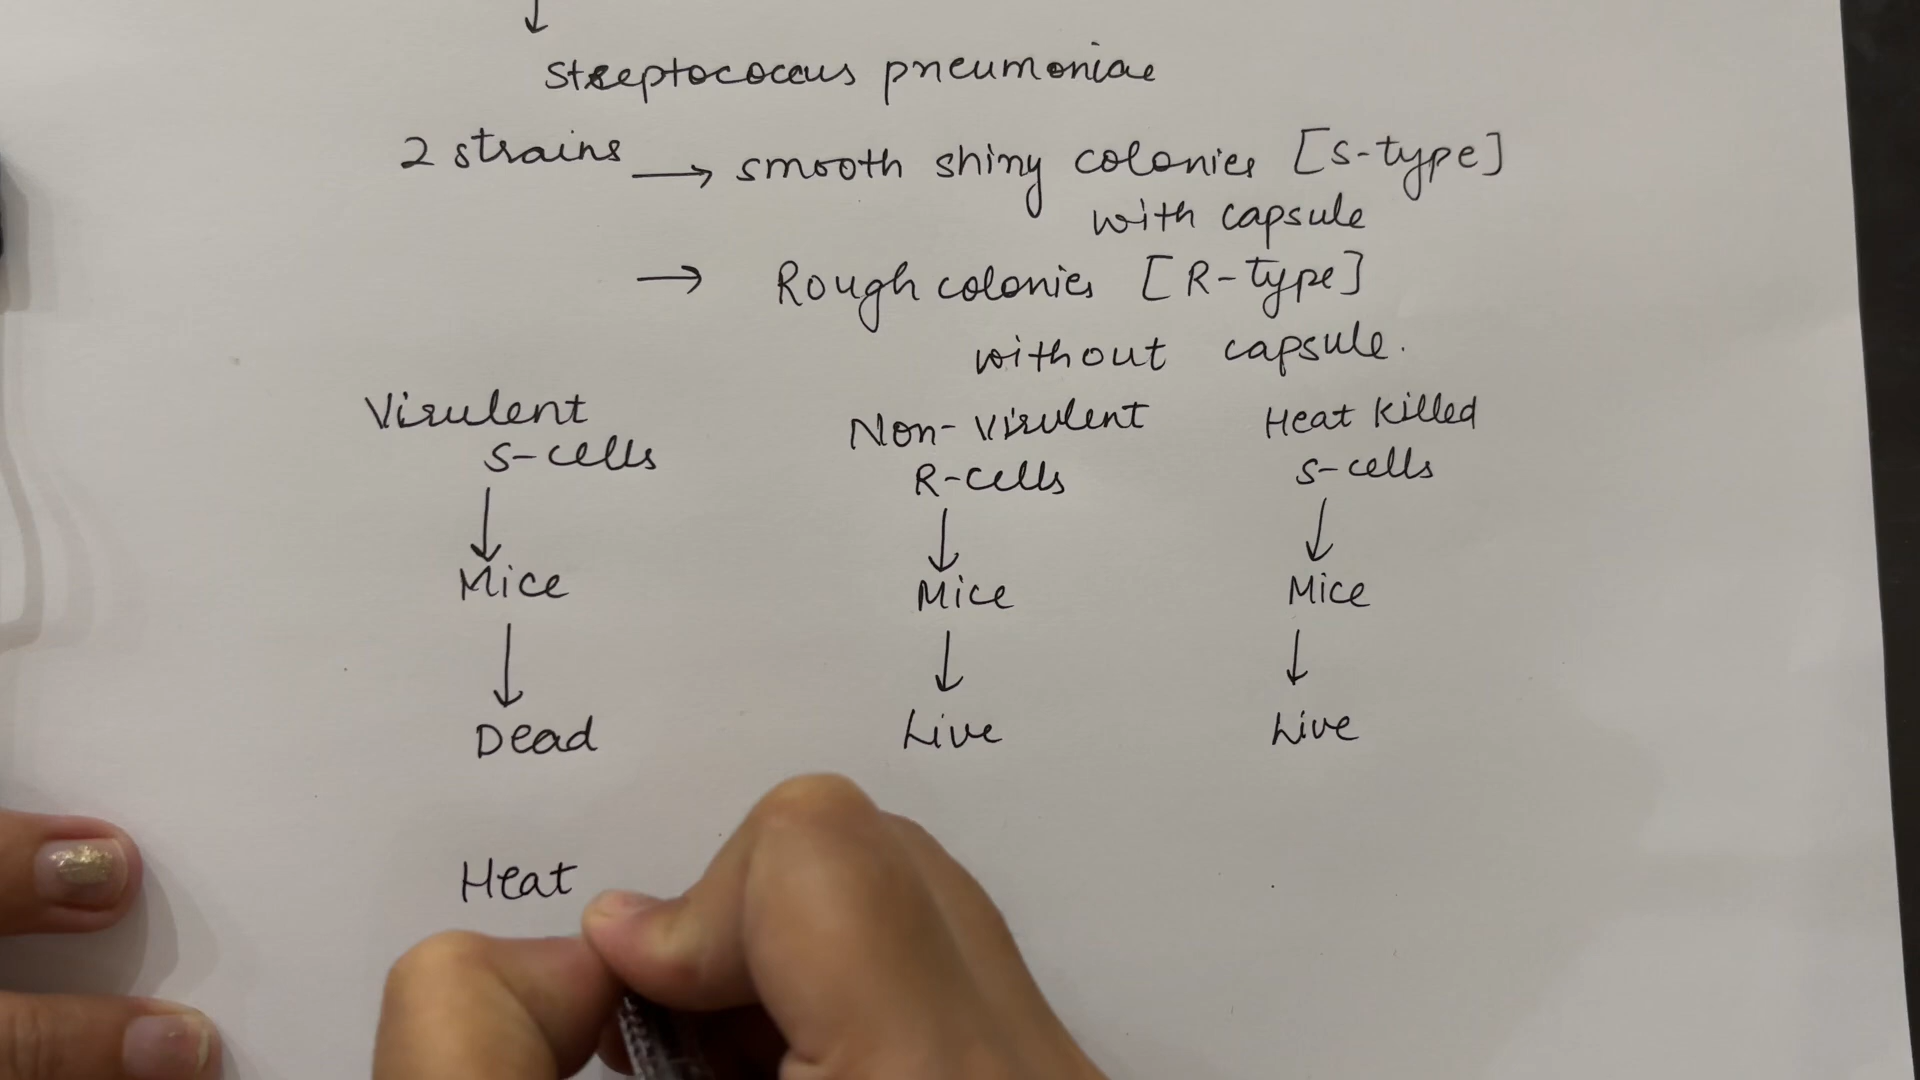 ↓
Streptococcus pneumoniae
2 strains → smooth shiny colonies [S-type]
with capsule
→ Rough colonies [R-type]
without capsule.
Virulent
S-cells
↓
Mice
↓
Dead
Non-virulent
R-cells
↓
Mice
↓
Live
Heat killed
S-cells
↓
Mice
↓
Live
Heat